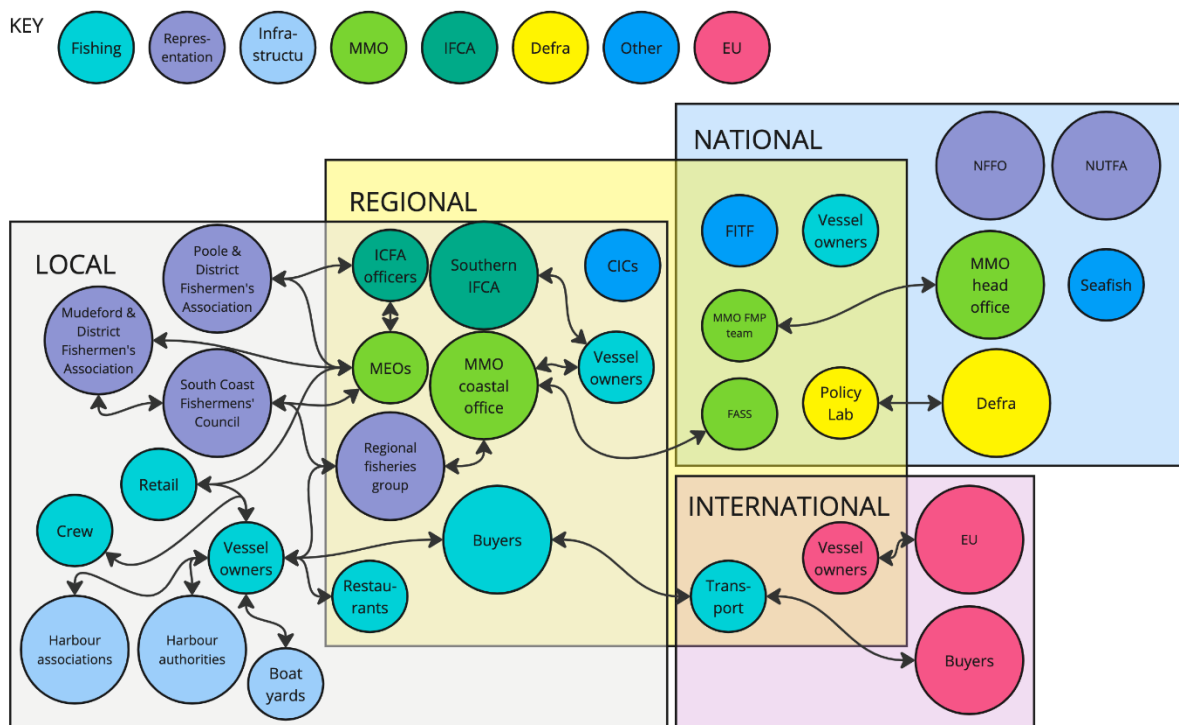 KEY
Fishing
Repres-
entation
Infra-
structu
MMO
IFCA
Defra
Other
EU
NATIONAL
NFFO
NUTFA
FITF
Vessel
owners
MMO
head
office
Seafish
MMO FMP
team
FASS
Policy
Lab
Defra
REGIONAL
ICFA
officers
Southern
IFCA
CICs
MEOs
MMO
coastal
office
Vessel
owners
Regional
fisheries
group
Buyers
Restau-
rants
LOCAL
Poole &
District
Fishermen's
Association
Mudeford &
District
Fishermen's
Association
South Coast
Fishermens'
Council
Retail
Crew
Vessel
owners
Harbour
associations
Harbour
authorities
Boat
yards
INTERNATIONAL
Vessel
owners
EU
Trans-
port
Buyers